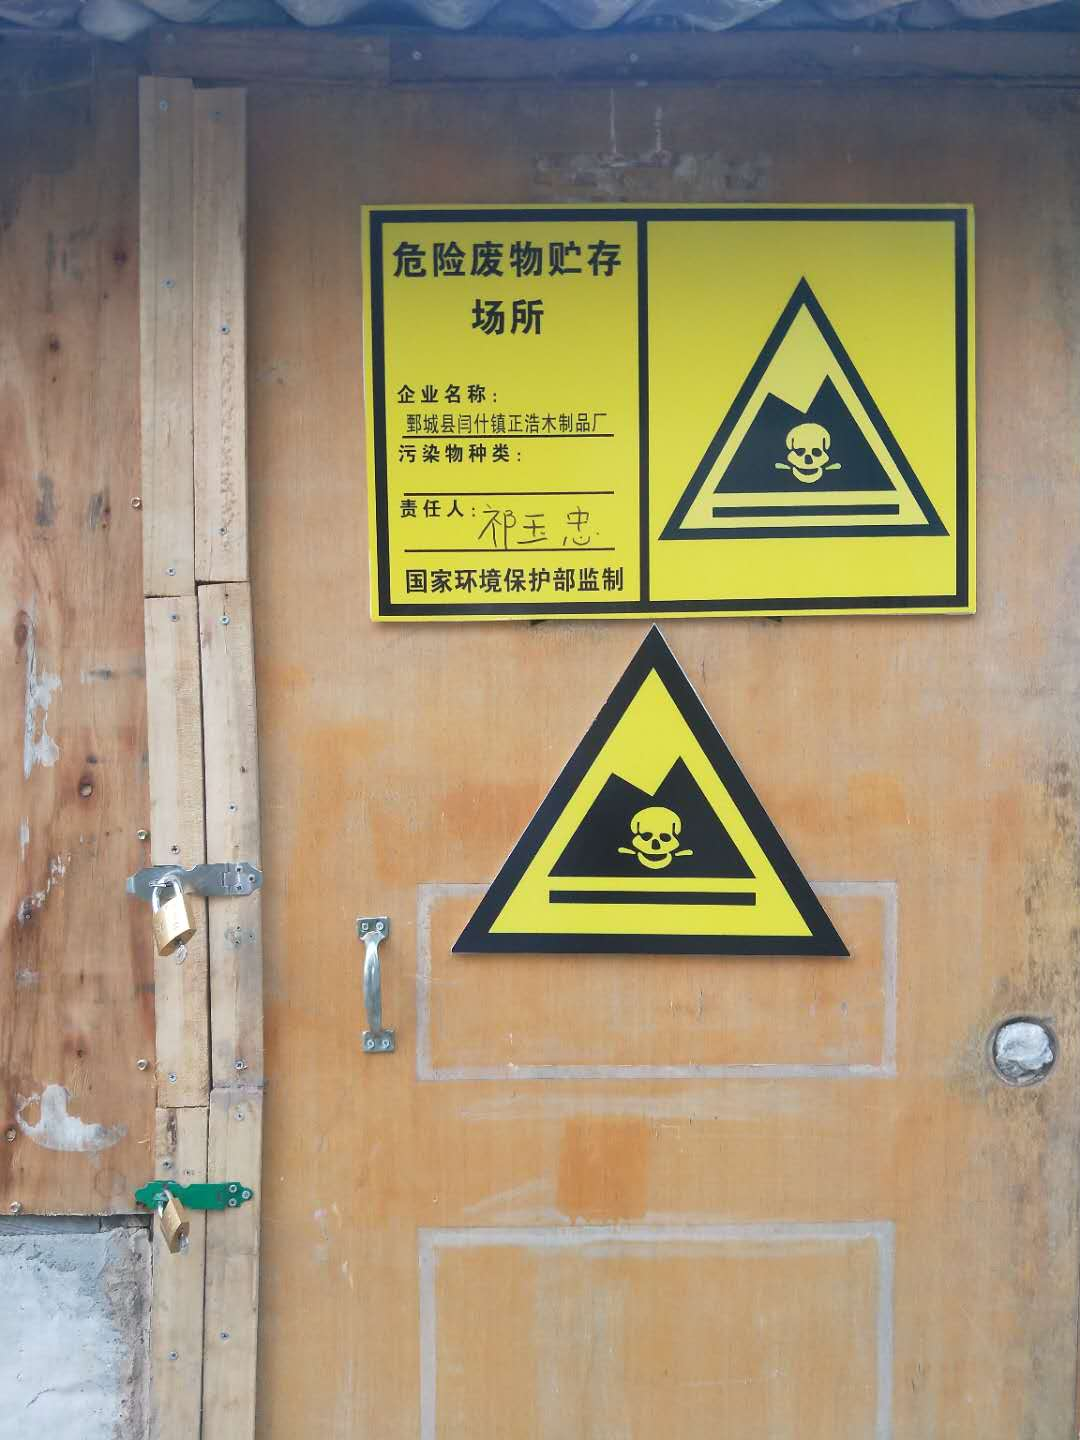 危险废物贮存
场所
企业名称：
鄄城县闫什镇正浩木制品厂
污染物种类：
责任人：祁玉忠
国家环境保护部监制